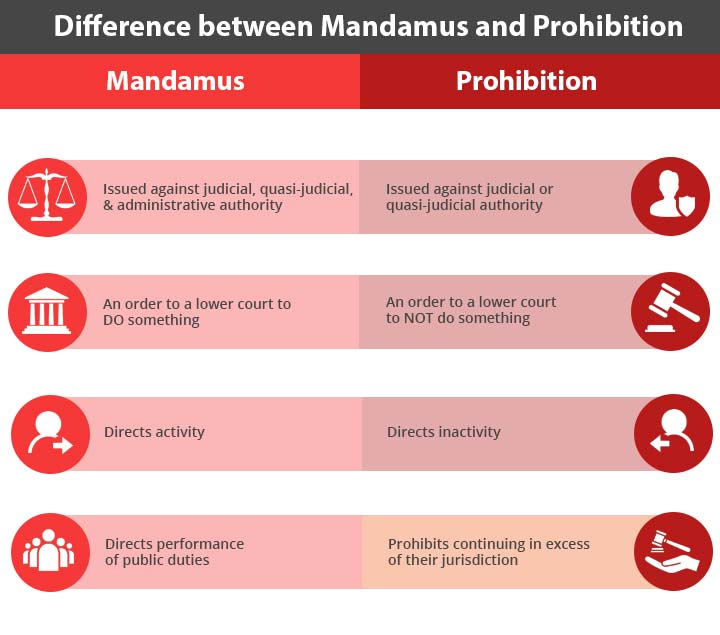 Difference between Mandamus and Prohibition
Mandamus
Prohibition
Issued against judicial, quasi-judicial,
& administrative authority
Issued against judicial or
quasi-judicial authority
An order to a lower court to
DO something
An order to a lower court
to NOT do something
Directs activity
Directs inactivity
Directs performance
of public duties
Prohibits continuing in excess
of their jurisdiction